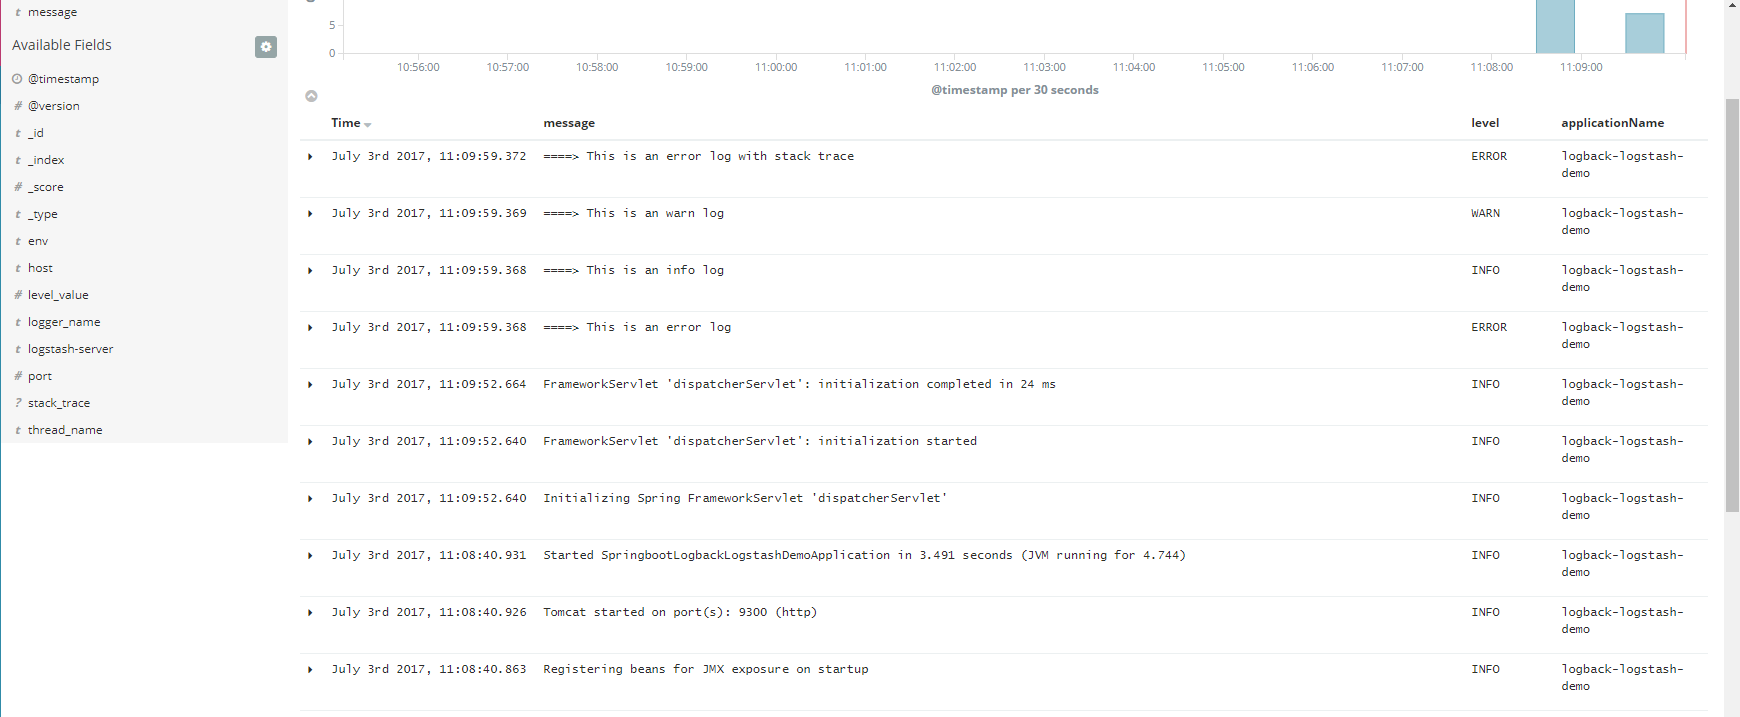 t message
Available Fields
@timestamp
# @version
t _id
t _index
# _score
t _type
t env
t host
# level_value
t logger_name
t logstash-server
# port
? stack_trace
t thread_name
5
0
10:56:00 10:57:00 10:58:00 10:59:00 11:00:00 11:01:00 11:02:00 11:03:00 11:04:00 11:05:00 11:06:00 11:07:00 11:08:00 11:09:00
@timestamp per 30 seconds
Time message level applicationName
July 3rd 2017, 11:09:59.372 ====> This is an error log with stack trace ERROR logback-logstash-
demo
July 3rd 2017, 11:09:59.369 ====> This is an warn log WARN logback-logstash-
demo
July 3rd 2017, 11:09:59.368 ====> This is an info log INFO logback-logstash-
demo
July 3rd 2017, 11:09:59.368 ====> This is an error log ERROR logback-logstash-
demo
July 3rd 2017, 11:09:52.664 FrameworkServlet 'dispatcherServlet': initialization completed in 24 ms INFO logback-logstash-
demo
July 3rd 2017, 11:09:52.640 FrameworkServlet 'dispatcherServlet': initialization started INFO logback-logstash-
demo
July 3rd 2017, 11:09:52.640 Initializing Spring FrameworkServlet 'dispatcherServlet' INFO logback-logstash-
demo
July 3rd 2017, 11:08:40.931 Started SpringbootLogbackLogstashDemoApplication in 3.491 seconds (JVM running for 4.744) INFO logback-logstash-
demo
July 3rd 2017, 11:08:40.926 Tomcat started on port(s): 9300 (http) INFO logback-logstash-
demo
July 3rd 2017, 11:08:40.863 Registering beans for JMX exposure on startup INFO logback-logstash-
demo